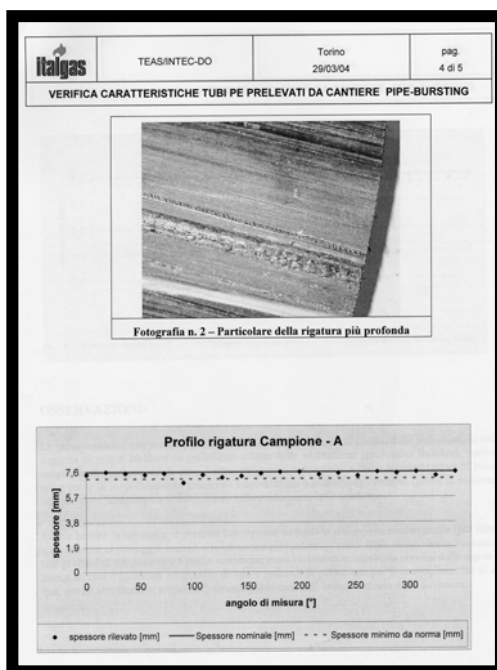 italgas
TEAS/INTEC-DO
Torino
29/03/04
pag.
4 di 5
VERIFICA CARATTERISTICHE TUBI PE PRELEVATI DA CANTIERE PIPE-BURSTING
Fotografia n. 2 – Particolare della rigatura più profonda
OSSERVAZIONI
Profilo rigatura Campione - A
spessore [mm]
7,6
5,7
3,8
1,9
0
0
50
100
150
200
250
300
angolo di misura [°]
spessore rilevato [mm]
Spessore nominale [mm]
Spessore minimo da norma [mm]